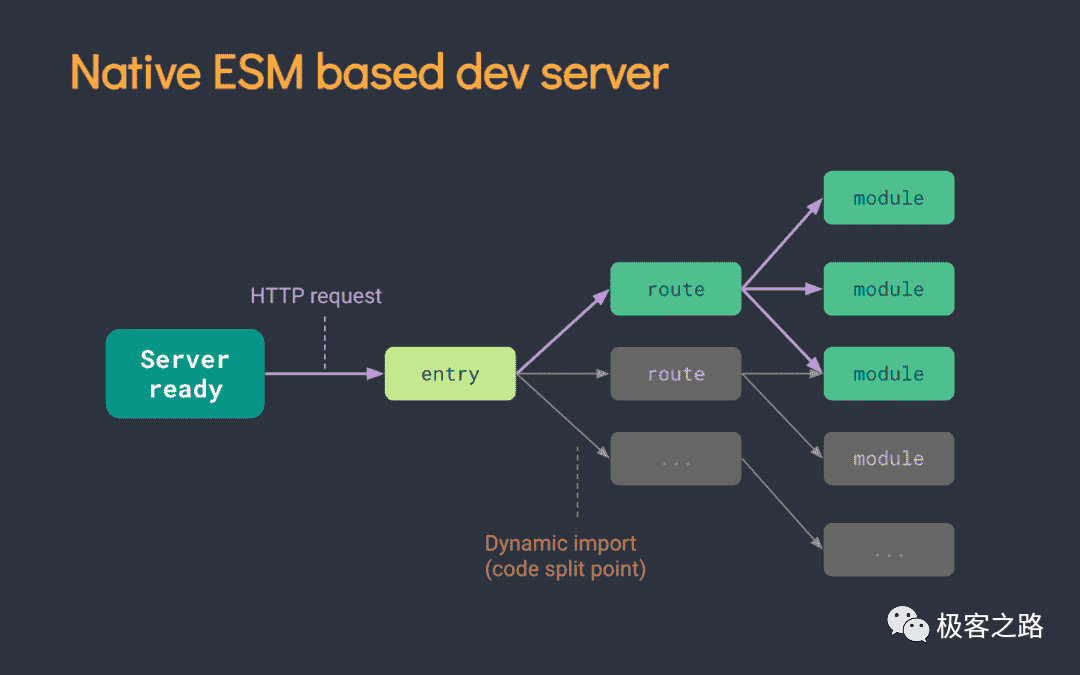 Native ESM based dev server
module
HTTP request
route
module
Server
ready
entry
route
module
...
module
Dynamic import
(code split point)
...
极客之路